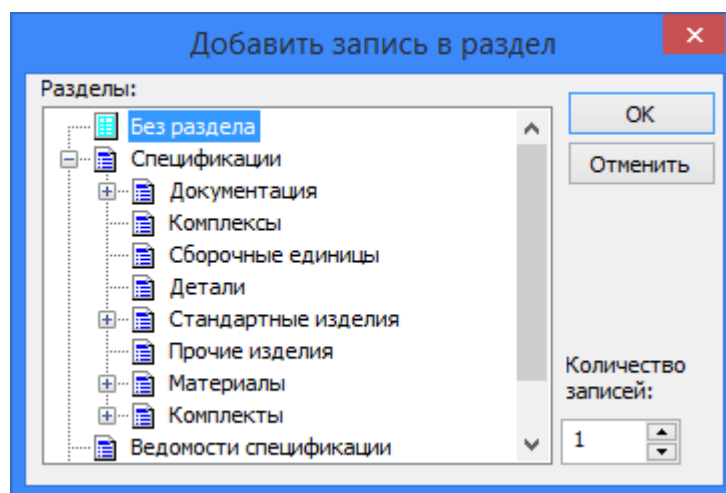 Добавить запись в раздел
Разделы:
Без раздела
Спецификации
Документация
Комплексы
Сборочные единицы
Детали
Стандартные изделия
Прочие изделия
Материалы
Комплекты
Ведомости спецификации
OK
Отменить
Количество
записей:
1